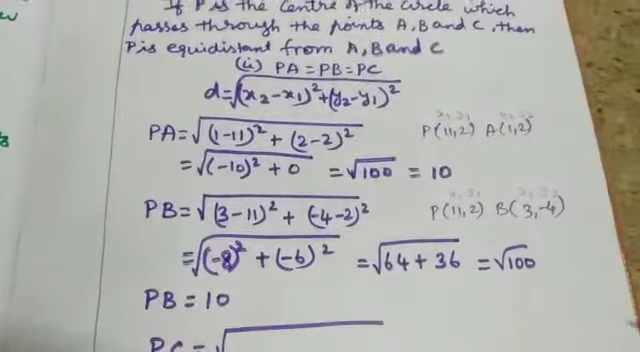 If P is the centre of the circle which
passes through the points A, B and C, then
P is equidistant from A, B and C
(ii) PA = PB = PC
d = √(x₂-x₁)²+(y₂-y₁)²
PA = √(1-11)² + (2-2)² P(11,2) A(1,2)
= √(-10)² + 0 = √100 = 10
PB = √(3-11)² + (-4-2)² P(11,2) B(3,-4)
= √(-8)² + (-6)² = √64 + 36 = √100
PB = 10
PC = √